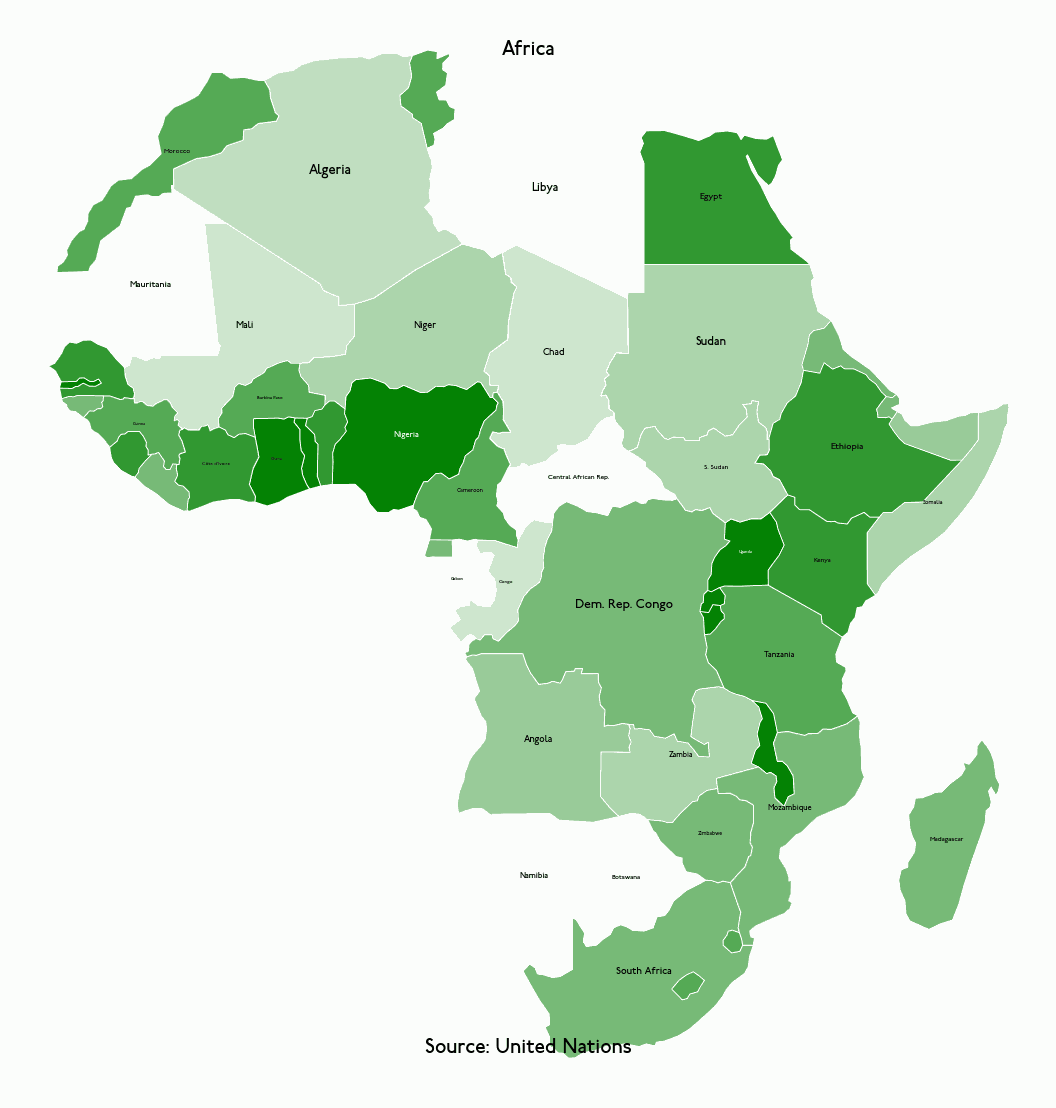 Africa
Morocco
Algeria
Libya
Egypt
Mauritania
Mali
Niger
Chad
Sudan
Burkina Faso
Guinea
Nigeria
Ghana
Côte d'Ivoire
Ethiopia
S. Sudan
Central African Rep.
Cameroon
Somalia
Uganda
Kenya
Gabon
Congo
Dem. Rep. Congo
Tanzania
Angola
Zambia
Mozambique
Zimbabwe
Madagascar
Namibia
Botswana
South Africa
Source: United Nations